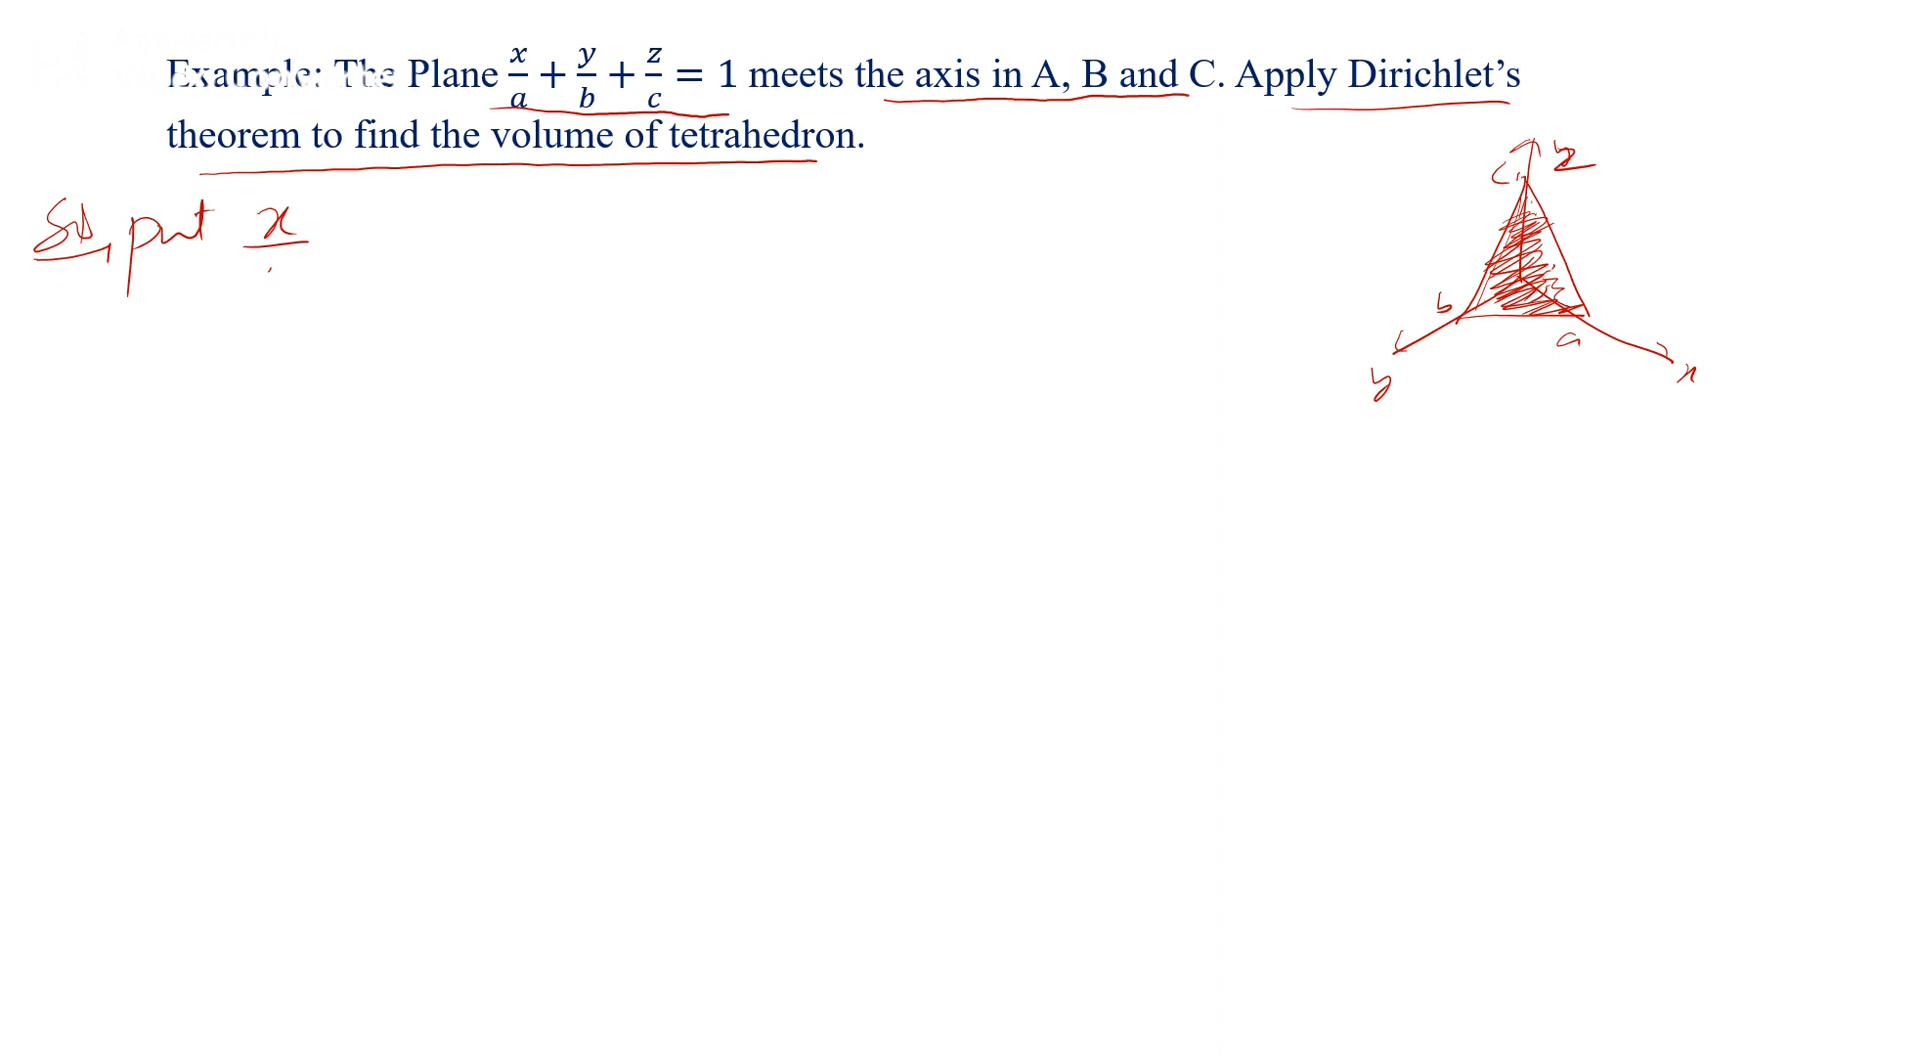 Example: The Plane x/a + y/b + z/c = 1 meets the axis in A, B and C. Apply Dirichlet’s
theorem to find the volume of tetrahedron.
Sol, put x
z
c
b
a
y
x